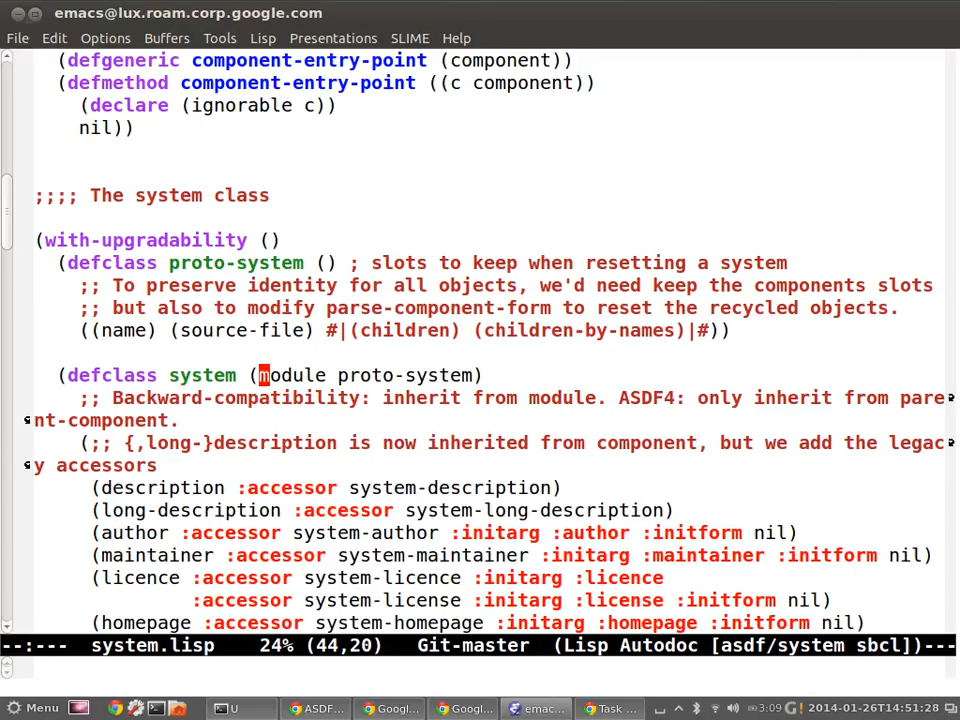 emacs@lux.roam.corp.google.com
File Edit Options Buffers Tools Lisp Presentations SLIME Help
(defgeneric component-entry-point (component))
(defmethod component-entry-point ((c component))
(declare (ignorable c))
nil))
;;;; The system class
(with-upgradability ()
(defclass proto-system () ; slots to keep when resetting a system
;; To preserve identity for all objects, we'd need keep the components slots
;; but also to modify parse-component-form to reset the recycled objects.
((name) (source-file) #|(children) (children-by-names)|#))
(defclass system (module proto-system)
;; Backward-compatibility: inherit from module. ASDF4: only inherit from pare
nt-component.
(;; {,long-}description is now inherited from component, but we add the legac
y accessors
(description :accessor system-description)
(long-description :accessor system-long-description)
(author :accessor system-author :initarg :author :initform nil)
(maintainer :accessor system-maintainer :initarg :maintainer :initform nil)
(licence :accessor system-licence :initarg :licence
:accessor system-license :initarg :license :initform nil)
(homepage :accessor system-homepage :initarg :homepage :initform nil)
--:--- system.lisp 24% (44,20) Git-master (Lisp Autodoc [asdf/system sbcl])---
Menu U ASDF... Googl... Googl... emac... Task ... 3:09 2014-01-26T14:51:28